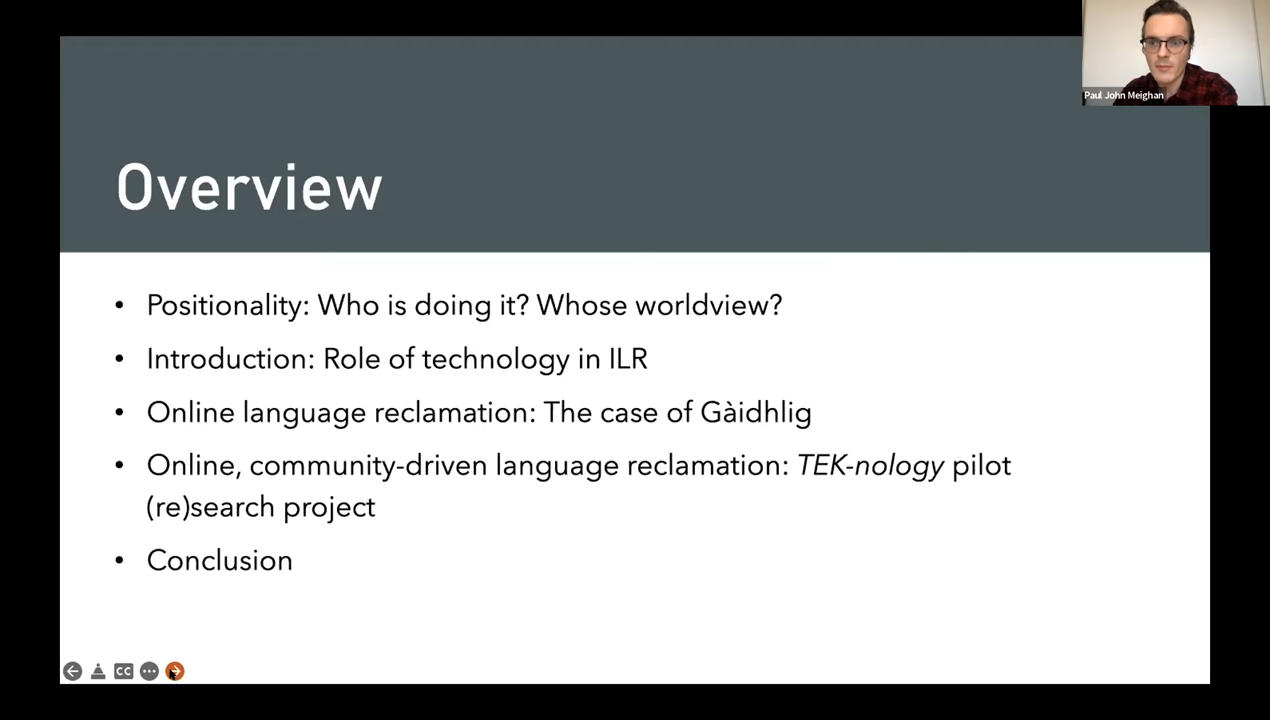 Paul John Meighan
Overview
• Positionality: Who is doing it? Whose worldview?
• Introduction: Role of technology in ILR
• Online language reclamation: The case of Gàidhlig
• Online, community-driven language reclamation: TEK-nology pilot
(re)search project
• Conclusion
CC